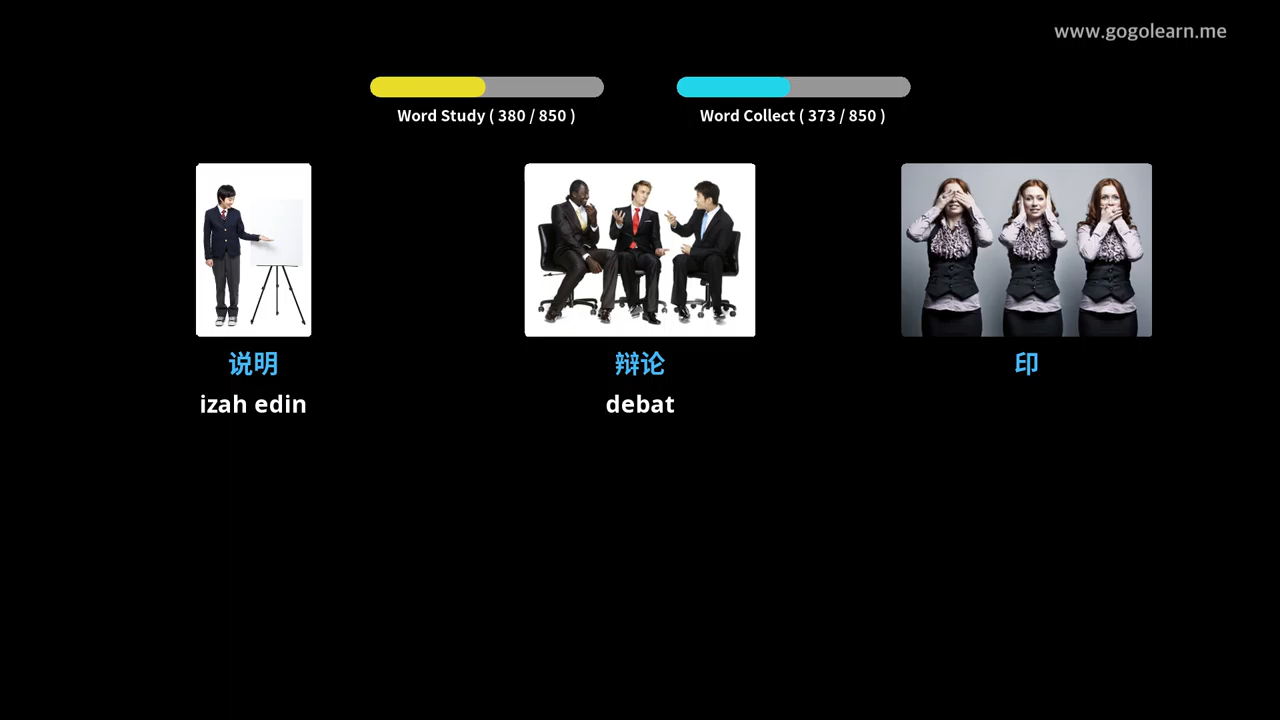 www.gogolearn.me
Word Study ( 380 / 850 )
Word Collect ( 373 / 850 )
说明
辩论
印
izah edin
debat